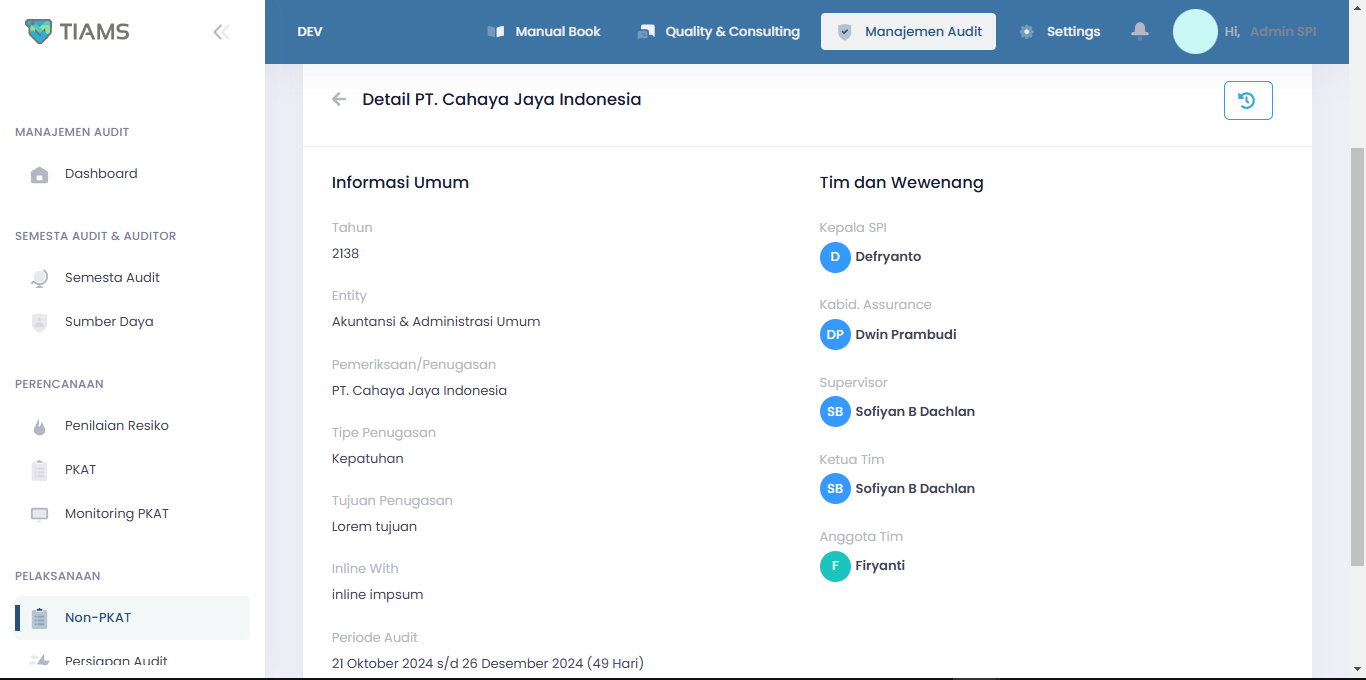 TIAMS
DEV
Manual Book
Quality & Consulting
Manajemen Audit
Settings
Hi, Admin SPI
MANAJEMEN AUDIT
Dashboard
SEMESTA AUDIT & AUDITOR
Semesta Audit
Sumber Daya
PERENCANAAN
Penilaian Resiko
PKAT
Monitoring PKAT
PELAKSANAAN
Non-PKAT
Persiapan Audit
Detail PT. Cahaya Jaya Indonesia
Informasi Umum
Tahun
2138
Entity
Akuntansi & Administrasi Umum
Pemeriksaan/Penugasan
PT. Cahaya Jaya Indonesia
Tipe Penugasan
Kepatuhan
Tujuan Penugasan
Lorem tujuan
Inline With
inline impsum
Periode Audit
21 Oktober 2024 s/d 26 Desember 2024 (49 Hari)
Tim dan Wewenang
Kepala SPI
D Defryanto
Kabid. Assurance
DP Dwin Prambudi
Supervisor
SB Sofiyan B Dachlan
Ketua Tim
SB Sofiyan B Dachlan
Anggota Tim
F Firyanti